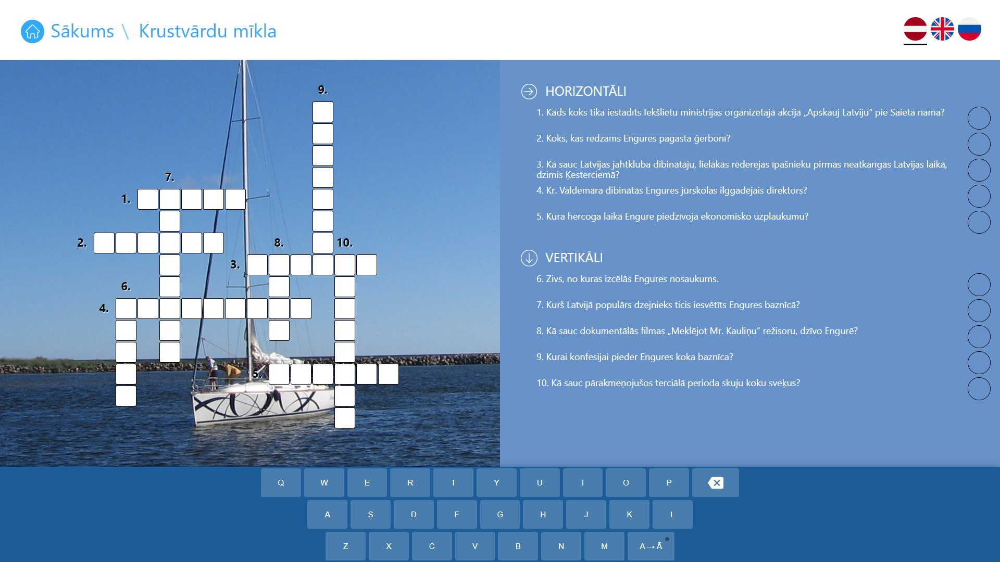 Sākums \ Krustvārdu mīkla
9.
7.
1.
2.
8.
10.
3.
6.
4.
5.
HORIZONTĀLI
1. Kāds koks tika iestādīts Iekšlietu ministrijas organizētajā akcijā „Apskauj Latviju” pie Saieta nama?
2. Koks, kas redzams Engures pagasta ģerbonī?
3. Kā sauc Latvijas jahtkluba dibinātāju, lielākās rēderejas īpašnieku pirmās neatkarīgās Latvijas laikā,
dzimis Ķesterciemā?
4. Kr. Valdemāra dibinātās Engures jūrskolas ilggadējais direktors?
5. Kura hercoga laikā Engure piedzīvoja ekonomisko uzplaukumu?
VERTIKĀLI
6. Zivs, no kuras izcēlās Engures nosaukums.
7. Kurš Latvijā populārs dzejnieks ticis iesvētīts Engures baznīcā?
8. Kā sauc dokumentālās filmas „Meklējot Mr. Kauliņu” režisoru, dzīvo Engurē?
9. Kurai konfesijai pieder Engures koka baznīca?
10. Kā sauc pārakmeņojušos terciālā perioda skuju koku sveķus?
Q W E R T Y U I O P
A S D F G H J K L
Z X C V B N M A→Ā